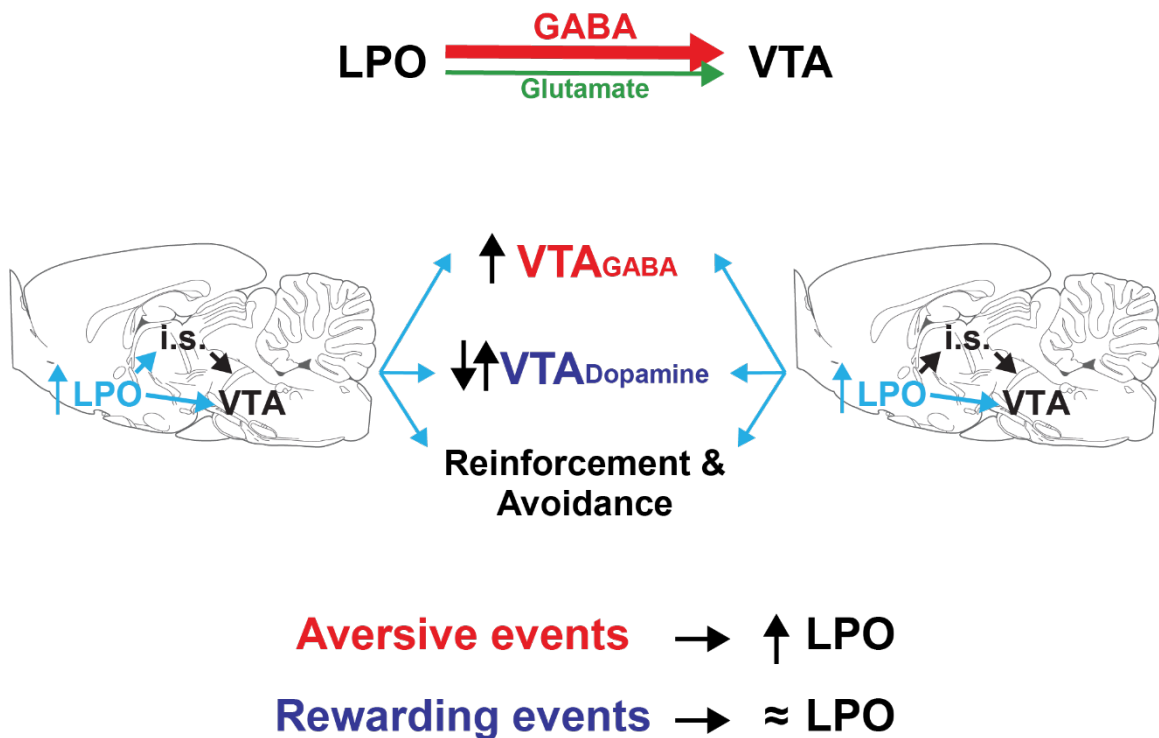 GABA
LPO VTA
Glutamate
↑ VTAGABA
i.s.
↑ LPO
VTA
↓↑ VTADopamine
i.s.
↑ LPO
VTA
Reinforcement &
Avoidance
Aversive events → ↑ LPO
Rewarding events → ≈ LPO